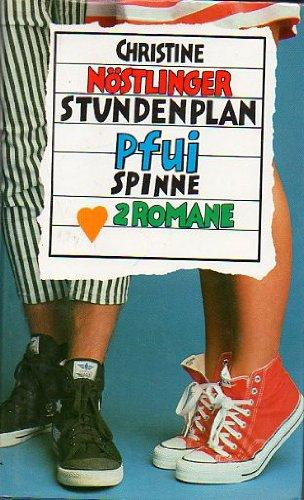 CHRISTINE
NÖSTLINGER
STUNDENPLAN
Pfui
SPINNE
2 ROMANE